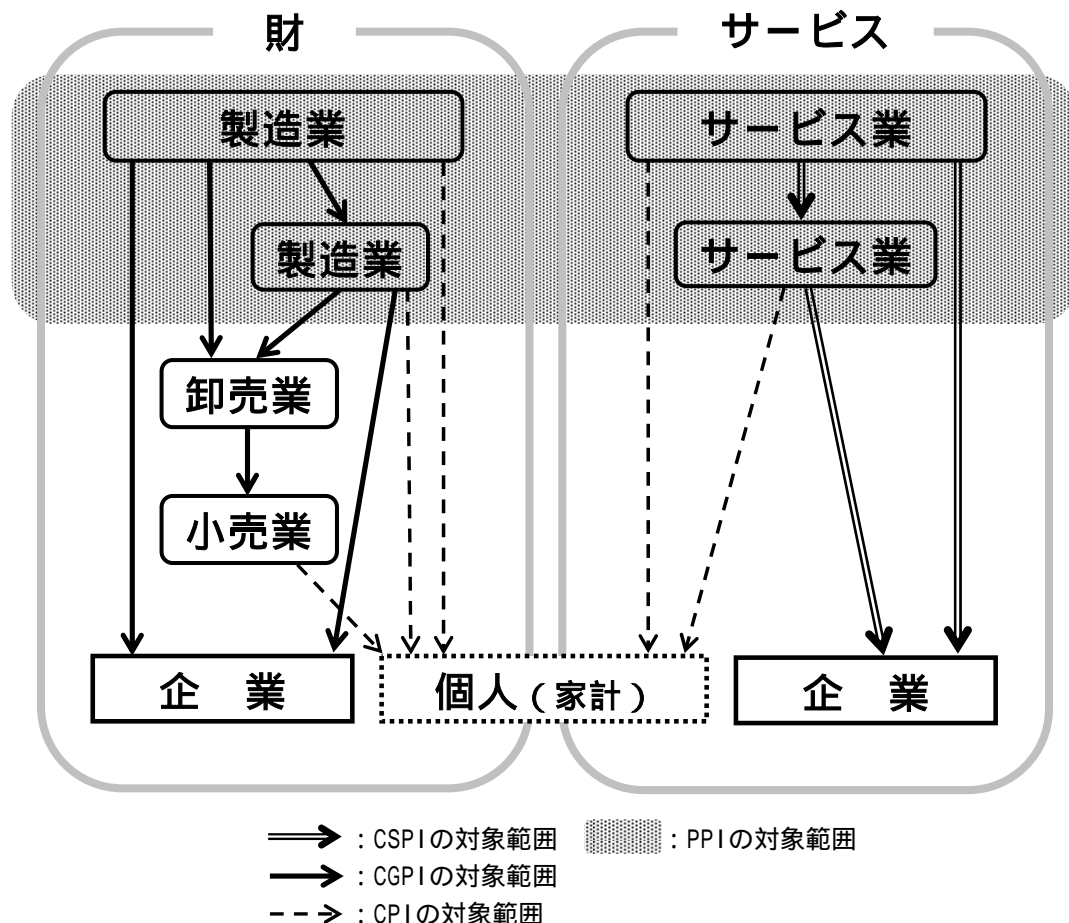 財
サービス
製造業
サービス業
製造業
サービス業
卸売業
小売業
企　業
個人（家計）
企　業
：CSPIの対象範囲
：PPIの対象範囲
：CGPIの対象範囲
：CPIの対象範囲